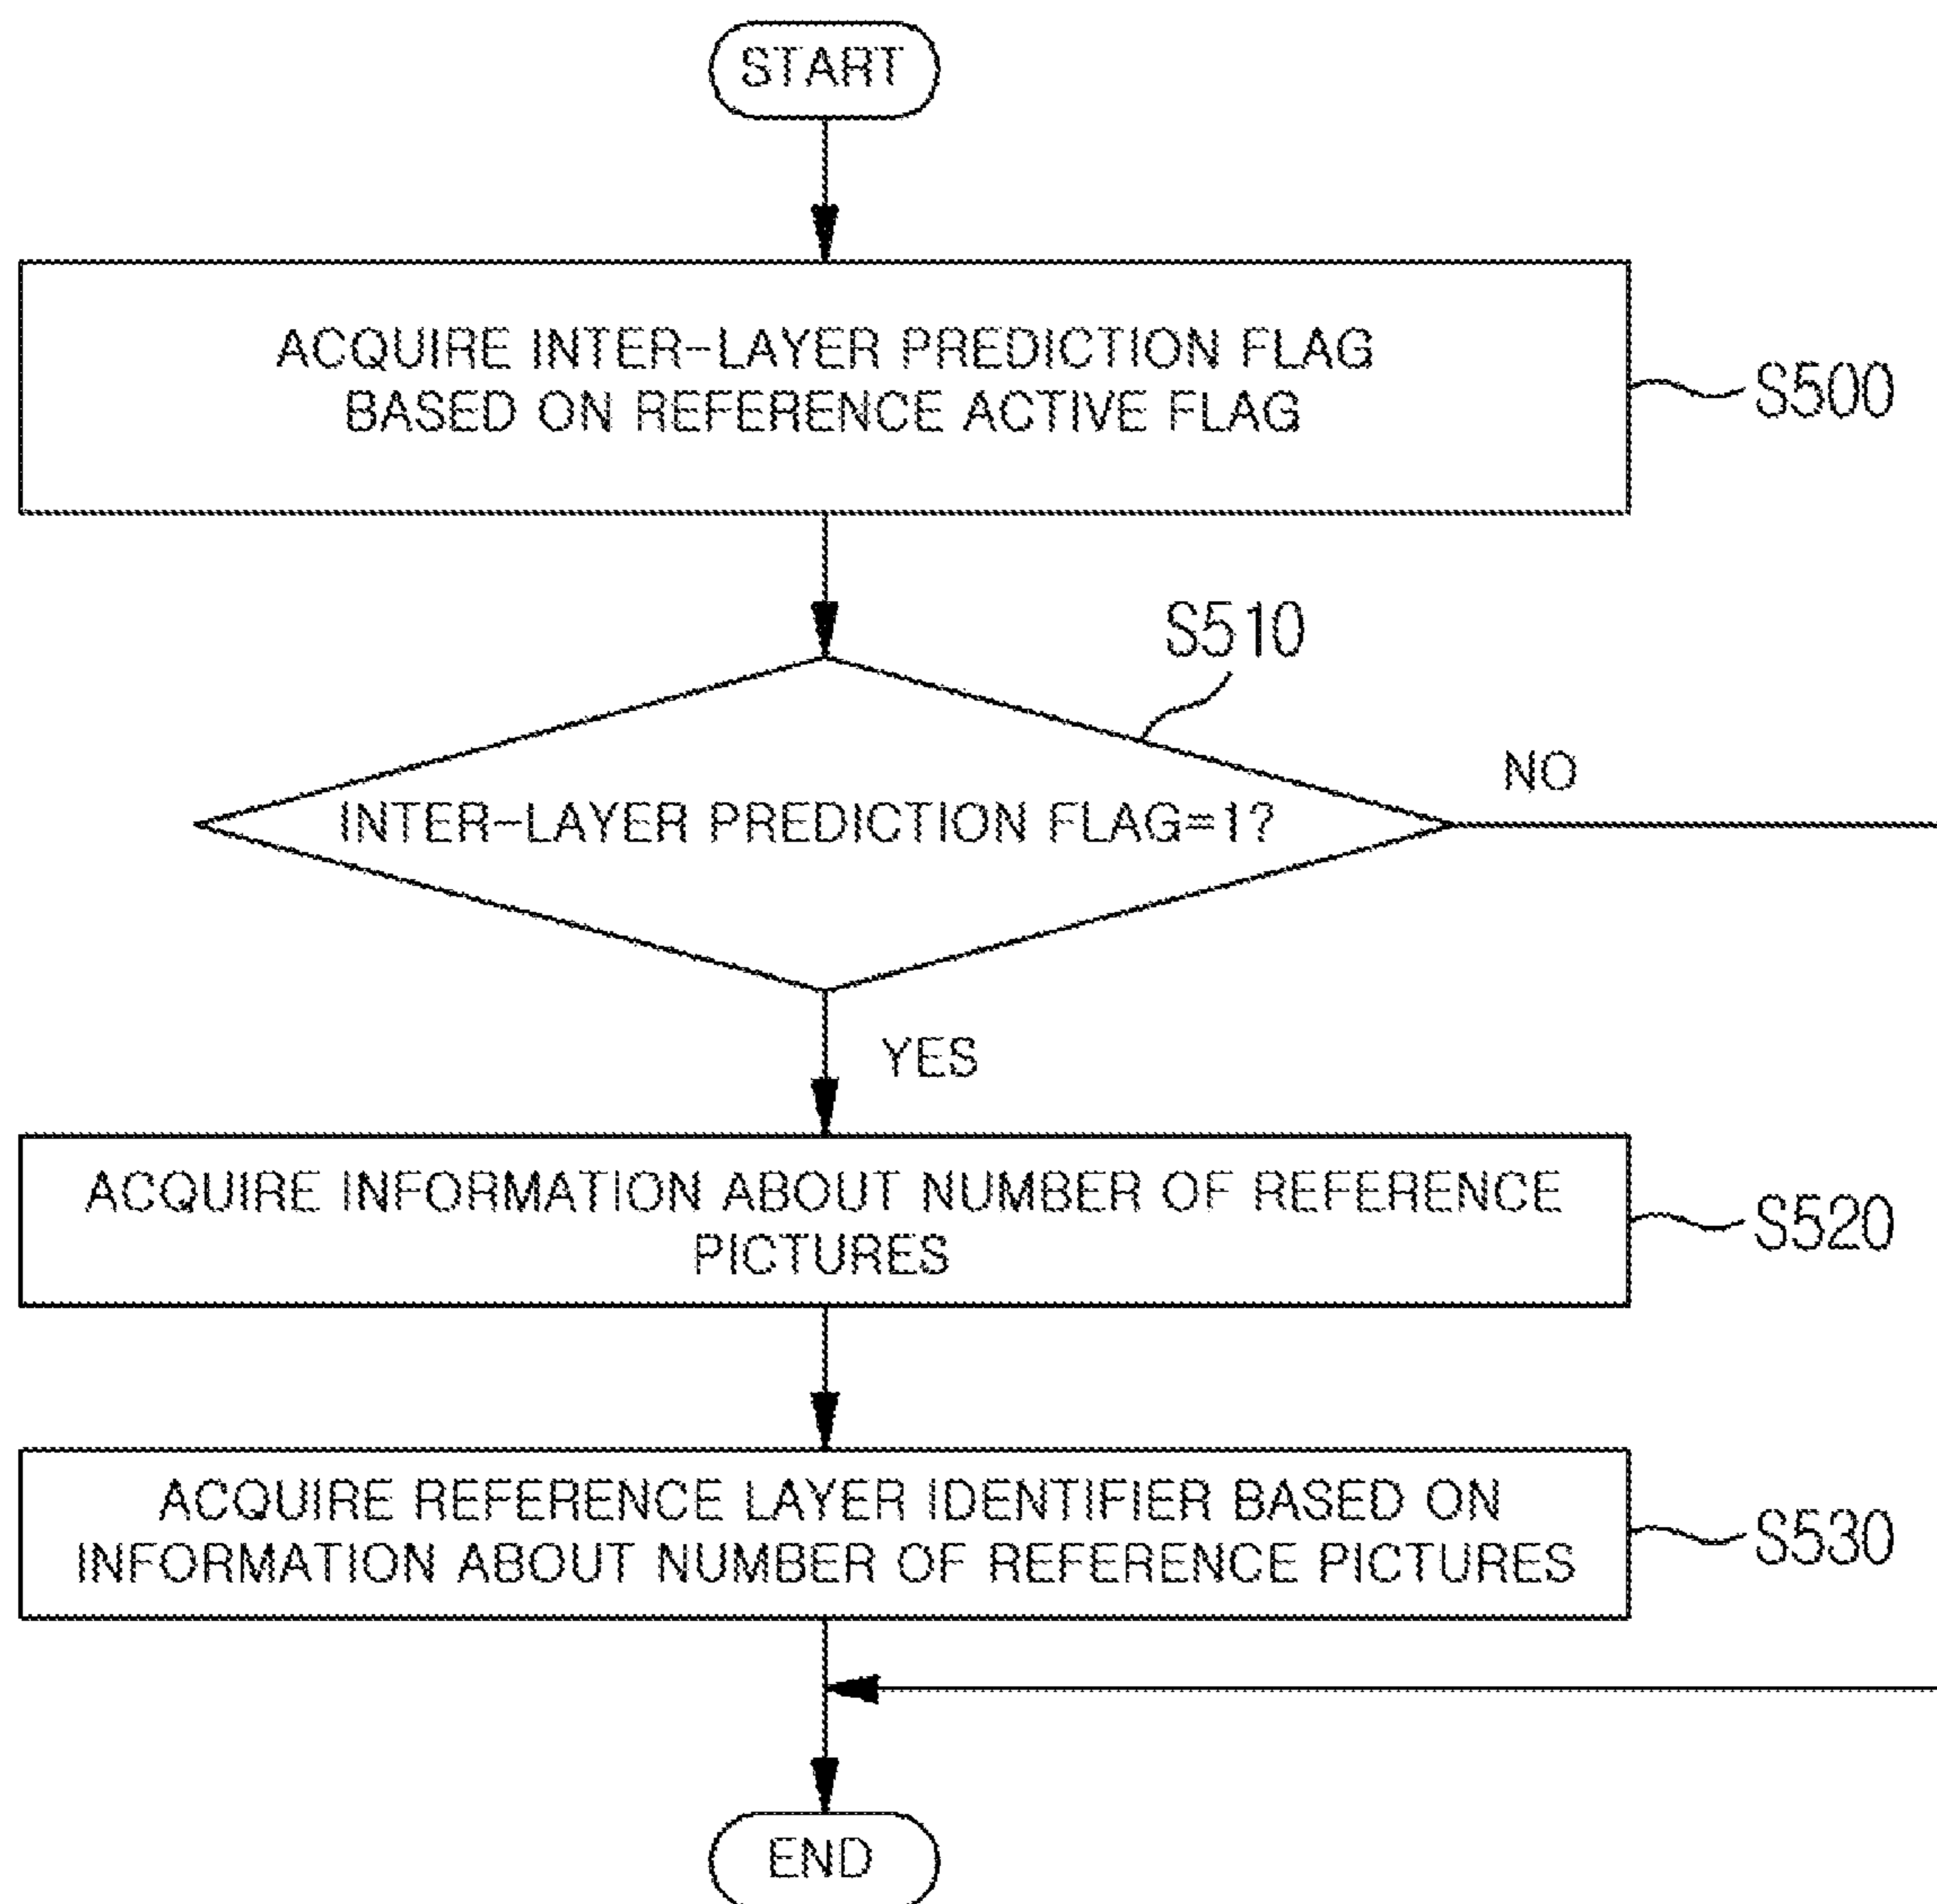 START
ACQUIRE INTER-LAYER PREDICTION FLAG
BASED ON REFERENCE ACTIVE FLAG
S500
S510
INTER-LAYER PREDICTION FLAG=1?
NO
YES
ACQUIRE INFORMATION ABOUT NUMBER OF REFERENCE
PICTURES
S520
ACQUIRE REFERENCE LAYER IDENTIFIER BASED ON
INFORMATION ABOUT NUMBER OF REFERENCE PICTURES
S530
END